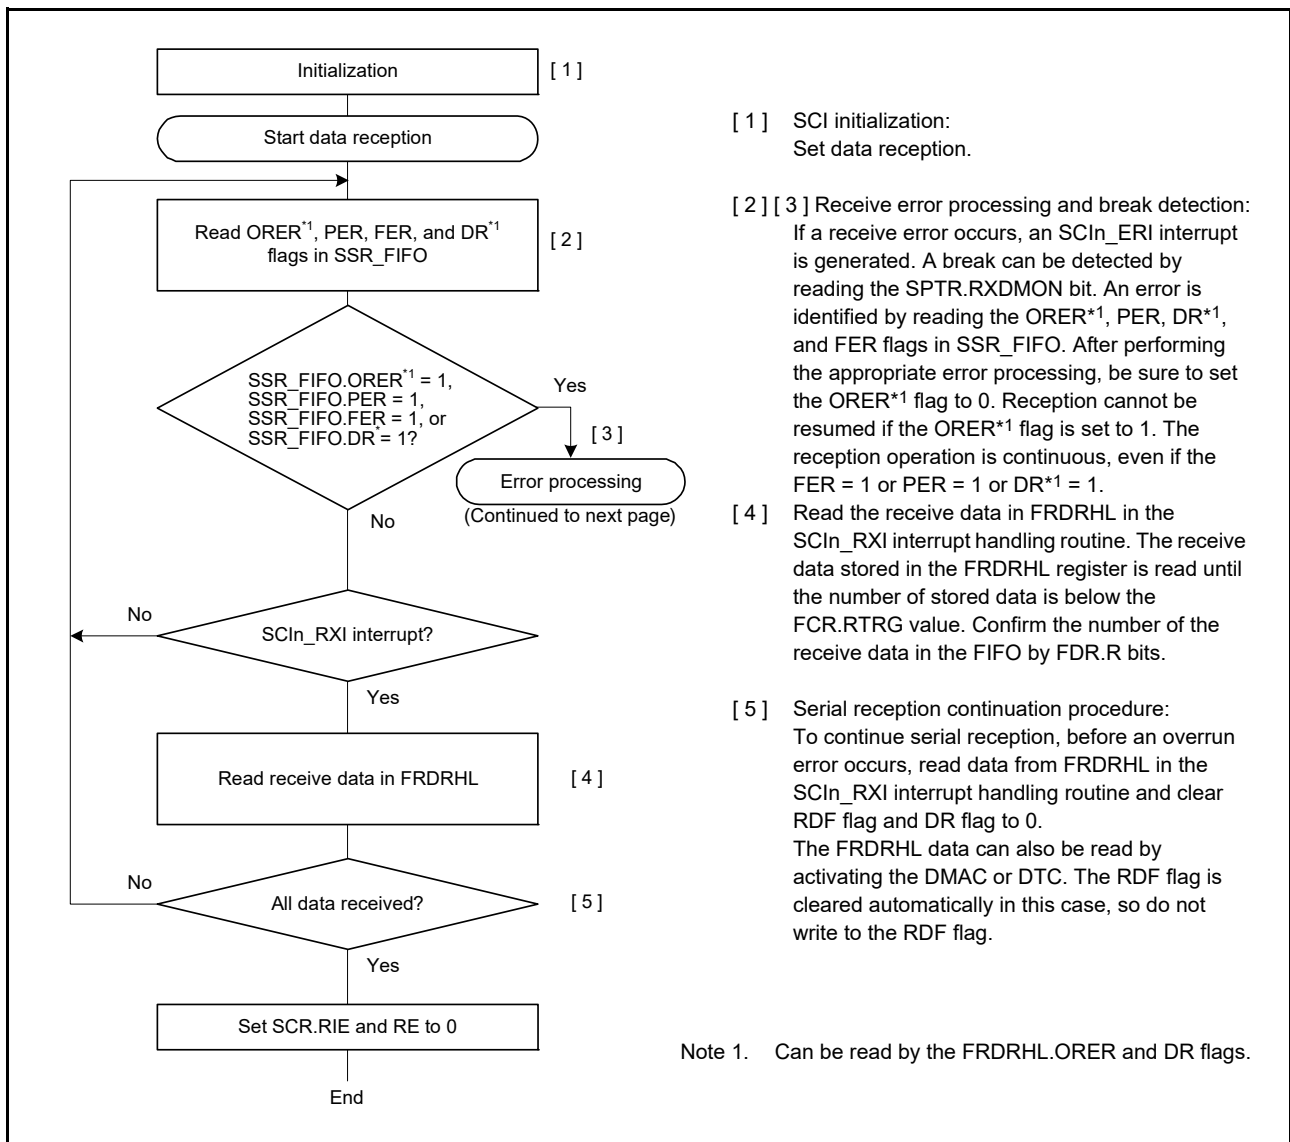 Initialization
[ 1 ]
Start data reception
Read ORER*1, PER, FER, and DR*1
flags in SSR_FIFO
[ 2 ]
SSR_FIFO.ORER*1 = 1,
SSR_FIFO.PER = 1,
SSR_FIFO.FER = 1, or
SSR_FIFO.DR*= 1?
Yes
[ 3 ]
Error processing
(Continued to next page)
No
No
SCIn_RXI interrupt?
Yes
Read receive data in FRDRHL
[ 4 ]
No
All data received?
[ 5 ]
Yes
Set SCR.RIE and RE to 0
End
[ 1 ] SCI initialization:
Set data reception.
[ 2 ] [ 3 ] Receive error processing and break detection:
If a receive error occurs, an SCIn_ERI interrupt
is generated. A break can be detected by
reading the SPTR.RXDMON bit. An error is
identified by reading the ORER*1, PER, DR*1,
and FER flags in SSR_FIFO. After performing
the appropriate error processing, be sure to set
the ORER*1 flag to 0. Reception cannot be
resumed if the ORER*1 flag is set to 1. The
reception operation is continuous, even if the
FER = 1 or PER = 1 or DR*1 = 1.
[ 4 ] Read the receive data in FRDRHL in the
SCIn_RXI interrupt handling routine. The receive
data stored in the FRDRHL register is read until
the number of stored data is below the
FCR.RTRG value. Confirm the number of the
receive data in the FIFO by FDR.R bits.
[ 5 ] Serial reception continuation procedure:
To continue serial reception, before an overrun
error occurs, read data from FRDRHL in the
SCIn_RXI interrupt handling routine and clear
RDF flag and DR flag to 0.
The FRDRHL data can also be read by
activating the DMAC or DTC. The RDF flag is
cleared automatically in this case, so do not
write to the RDF flag.
Note 1. Can be read by the FRDRHL.ORER and DR flags.